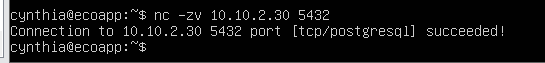 cynthia@ecoapp:~$ nc -zv 10.10.2.30 5432
Connection to 10.10.2.30 5432 port [tcp/postgresql] succeeded!
cynthia@ecoapp:~$